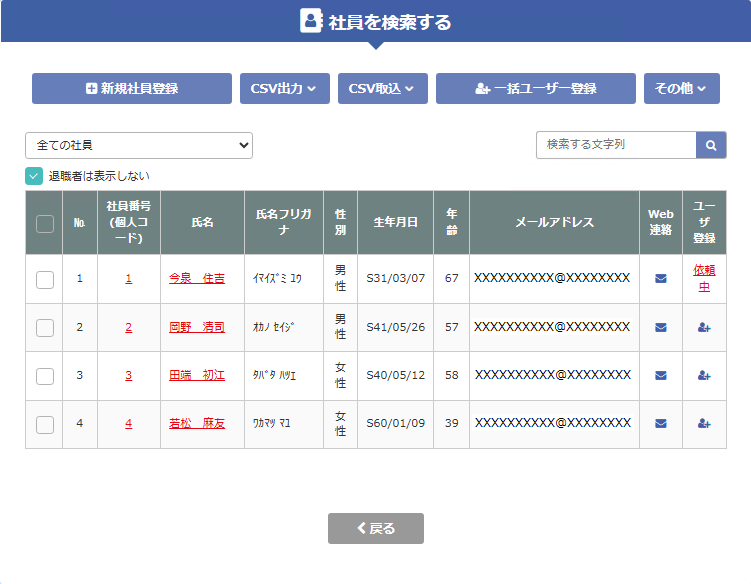 社員を検索する
新規社員登録 CSV出力 CSV取込 一括ユーザー登録 その他
全ての社員 検索する文字列
退職者は表示しない
№ 社員番号(個人コード) 氏名 氏名フリガナ 性別 生年月日 年齢 メールアドレス Web連絡 ユーザ登録
1 1 今泉　住吉 ｲﾏｲｽﾞﾐ ﾕｳ 男性 S31/03/07 67 XXXXXXXXXX@XXXXXXXX 依頼中
2 2 岡野　清司 ｵｶﾉ ｾｲｼﾞ 男性 S41/05/26 57 XXXXXXXXXX@XXXXXXXX
3 3 田端　初江 ﾀﾊﾞﾀ ﾊﾂｴ 女性 S40/05/12 58 XXXXXXXXXX@XXXXXXXX
4 4 若松　麻友 ﾜｶﾏﾂ ﾏﾕ 女性 S60/01/09 39 XXXXXXXXXX@XXXXXXXX
戻る